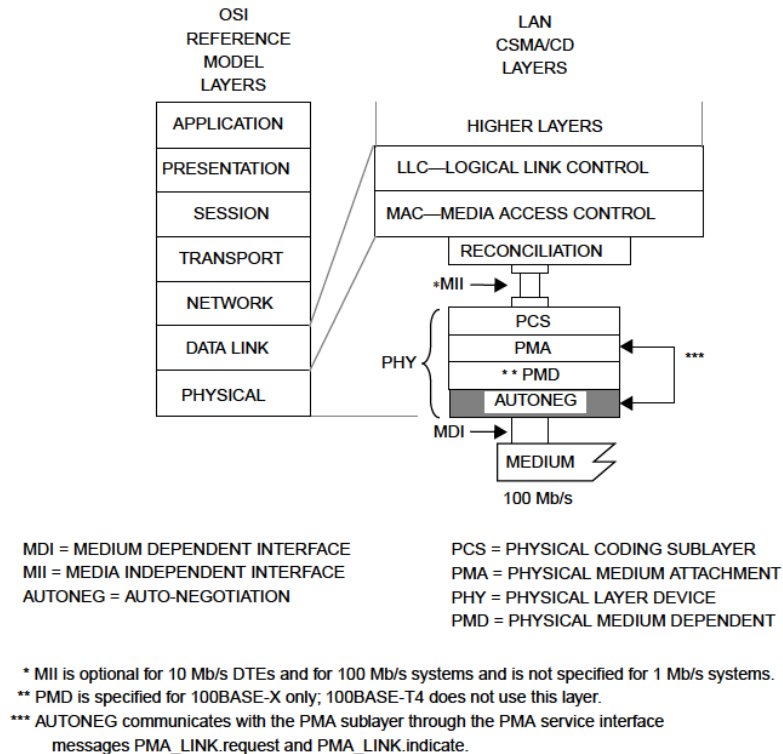 OSI
REFERENCE
MODEL
LAYERS
LAN
CSMA/CD
LAYERS
APPLICATION
PRESENTATION
SESSION
TRANSPORT
NETWORK
DATA LINK
PHYSICAL
HIGHER LAYERS
LLC—LOGICAL LINK CONTROL
MAC—MEDIA ACCESS CONTROL
RECONCILIATION
*MII
PHY
PCS
PMA
** PMD
AUTONEG
***
MDI
MEDIUM
100 Mb/s
MDI = MEDIUM DEPENDENT INTERFACE
MII = MEDIA INDEPENDENT INTERFACE
AUTONEG = AUTO-NEGOTIATION
PCS = PHYSICAL CODING SUBLAYER
PMA = PHYSICAL MEDIUM ATTACHMENT
PHY = PHYSICAL LAYER DEVICE
PMD = PHYSICAL MEDIUM DEPENDENT
* MII is optional for 10 Mb/s DTEs and for 100 Mb/s systems and is not specified for 1 Mb/s systems.
** PMD is specified for 100BASE-X only; 100BASE-T4 does not use this layer.
*** AUTONEG communicates with the PMA sublayer through the PMA service interface
messages PMA_LINK.request and PMA_LINK.indicate.